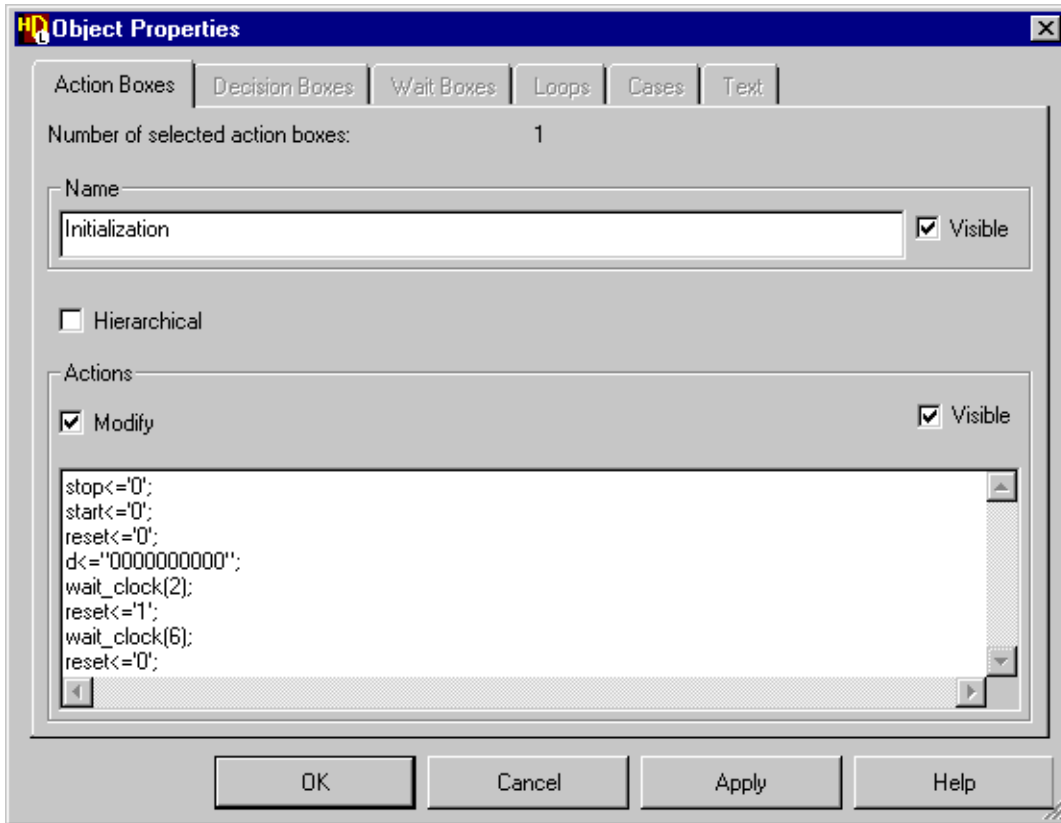 HDL Object Properties
Action Boxes Decision Boxes Wait Boxes Loops Cases Text
Number of selected action boxes: 1
Name
Initialization Visible
Hierarchical
Actions
Modify Visible
stop<='0';
start<='0';
reset<='0';
d<="0000000000";
wait_clock(2);
reset<='1';
wait_clock(6);
reset<='0';
OK Cancel Apply Help